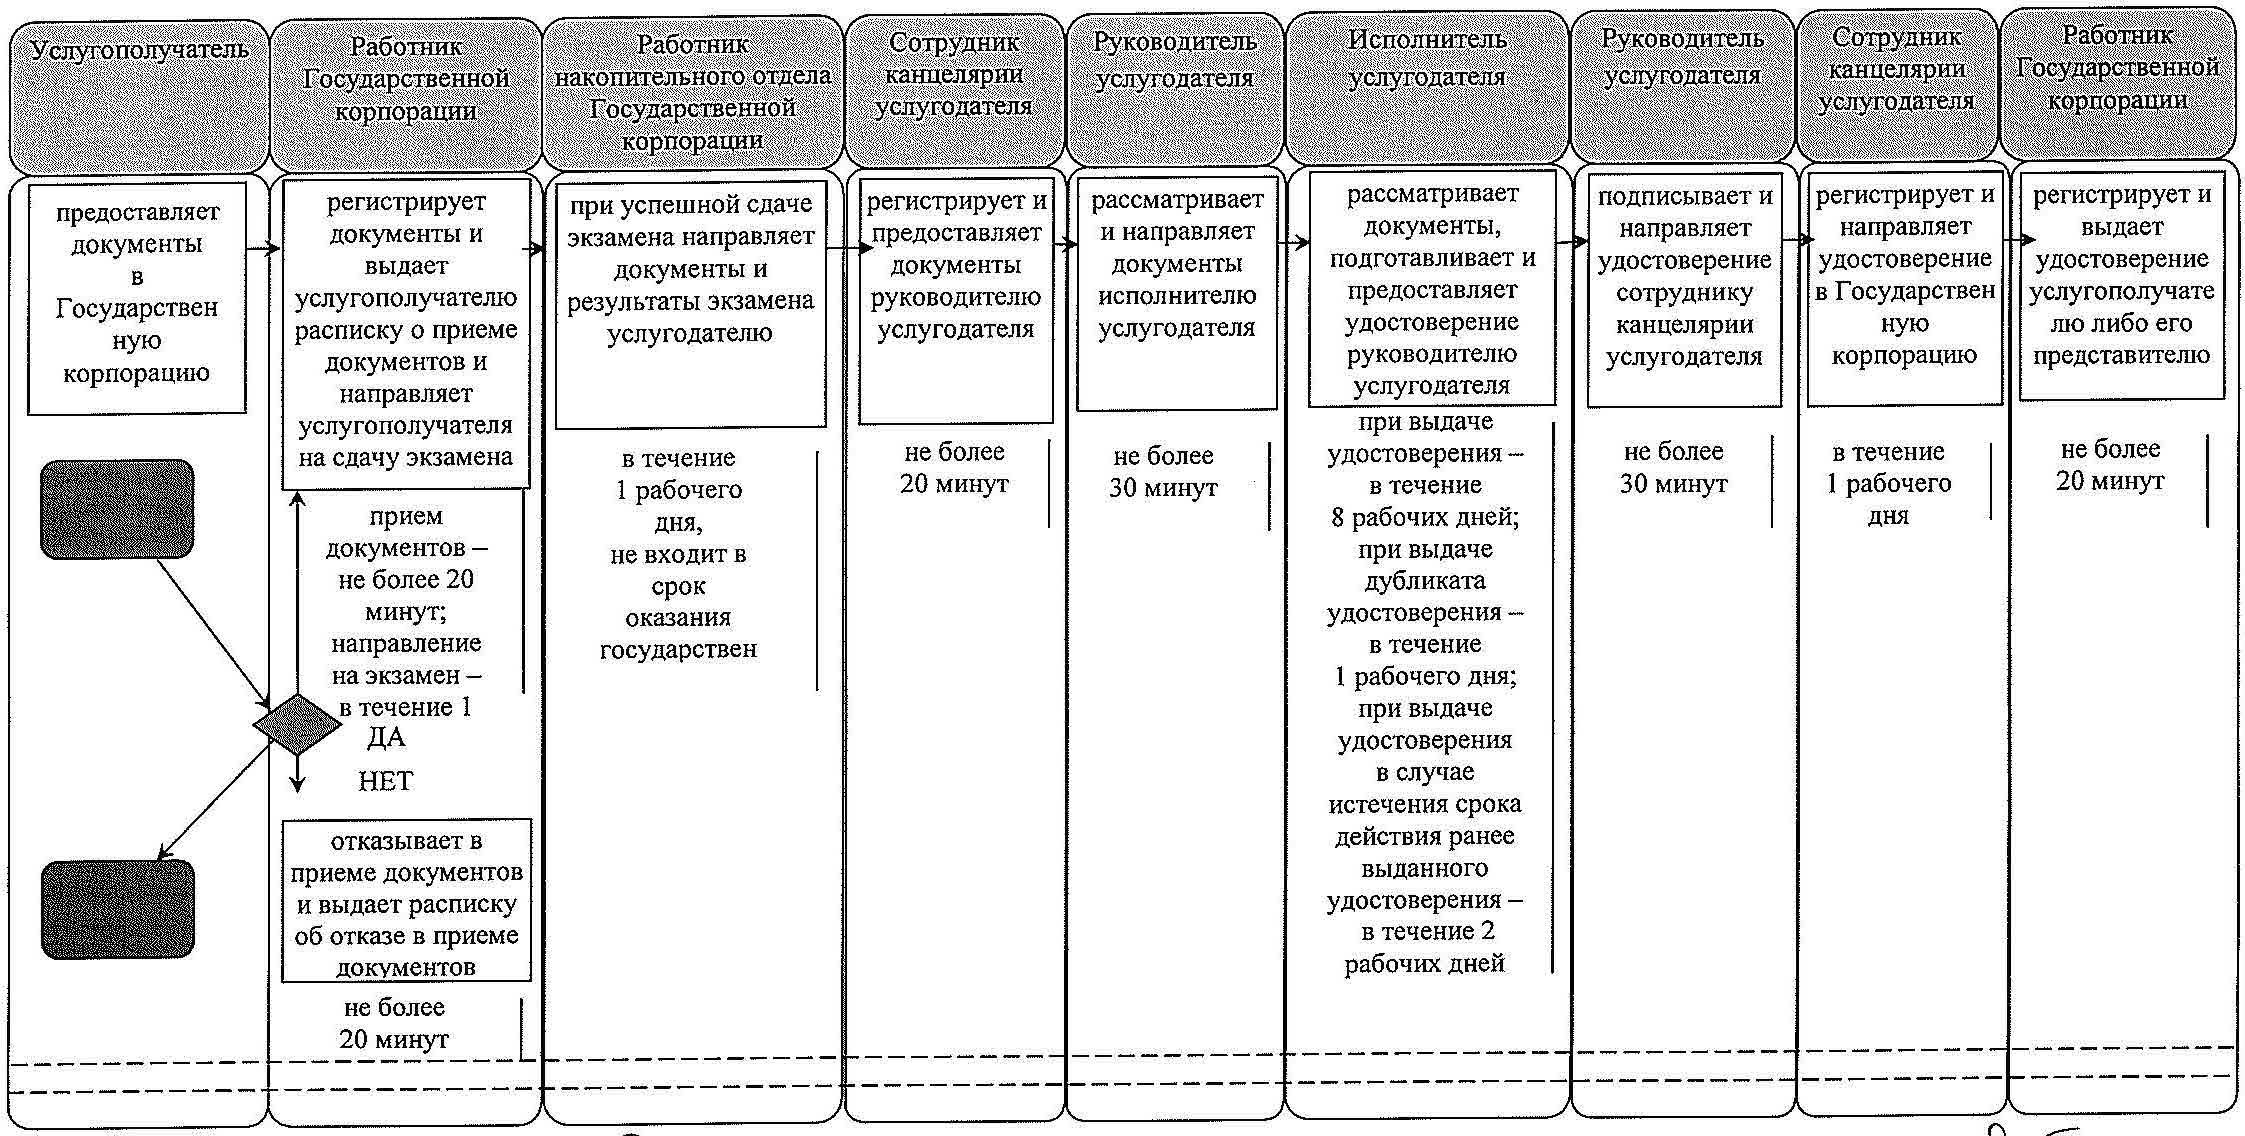 Услугополучатель
Работник
Государственной
корпорации
Работник
накопительного отдела
Государственной
корпорации
Сотрудник
канцелярии
услугодателя
Руководитель
услугодателя
Исполнитель
услугодателя
Руководитель
услугодателя
Сотрудник
канцелярии
услугодателя
Работник
Государственной
корпорации
предоставляет
документы
в
Государствен
ную
корпорацию
регистрирует
документы и
выдает
услугополучателю
расписку о приеме
документов и
направляет
услугополучателя
на сдачу экзамена
прием
документов –
не более 20
минут;
направление
на экзамен –
в течение 1
ДА
НЕТ
отказывает в
приеме документов
и выдает расписку
об отказе в приеме
документов
не более
20 минут
при успешной сдаче
экзамена направляет
документы и
результаты экзамена
услугодателю
в течение
1 рабочего
дня,
не входит в
срок
оказания
государствен
регистрирует и
предоставляет
документы
руководителю
услугодателя
не более
20 минут
рассматривает
и направляет
документы
исполнителю
услугодателя
не более
30 минут
рассматривает
документы,
подготавливает и
предоставляет
удостоверение
руководителю
услугодателя
при выдаче
удостоверения –
в течение
8 рабочих дней;
при выдаче
дубликата
удостоверения –
в течение
1 рабочего дня;
при выдаче
удостоверения
в случае
истечения срока
действия ранее
выданного
удостоверения –
в течение 2
рабочих дней
подписывает и
направляет
удостоверение
сотруднику
канцелярии
услугодателя
не более
30 минут
регистрирует и
направляет
удостоверение
в Государствен
ную
корпорацию
в течение
1 рабочего
дня
регистрирует и
выдает
удостоверение
услугополучате
лю либо его
представителю
не более
20 минут